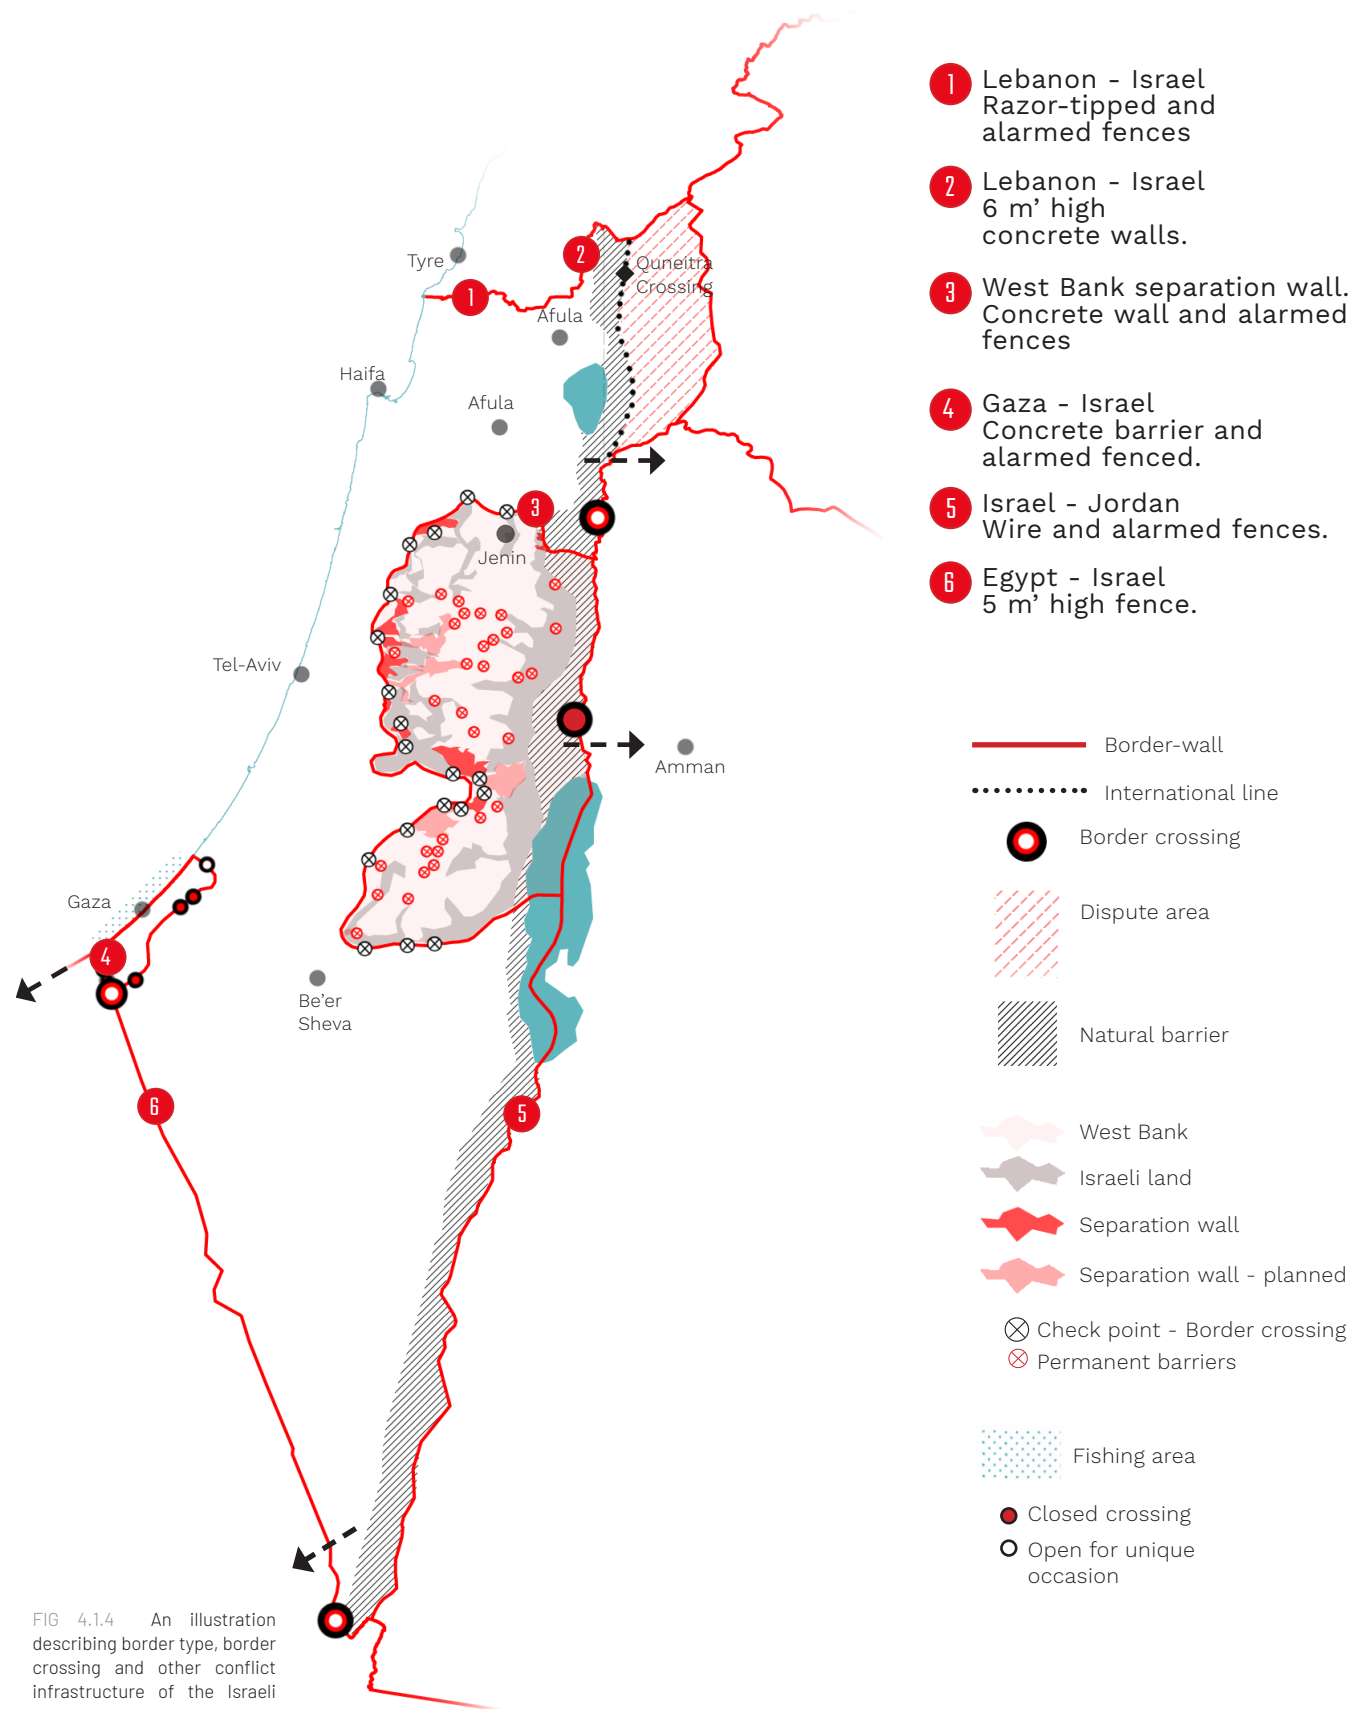 1
Lebanon - Israel
Razor-tipped and
alarmed fences
2
Lebanon - Israel
6 m' high
concrete walls.
3
West Bank separation wall.
Concrete wall and alarmed
fences
4
Gaza - Israel
Concrete barrier and
alarmed fenced.
5
Israel - Jordan
Wire and alarmed fences.
6
Egypt - Israel
5 m' high fence.
Tyre
2
Quneitra
Crossing
1
Afula
Haifa
Afula
3
Jenin
Tel-Aviv
Amman
Gaza
4
Be'er
Sheva
6
5
Border-wall
International line
Border crossing
Dispute area
Natural barrier
West Bank
Israeli land
Separation wall
Separation wall - planned
Check point - Border crossing
Permanent barriers
Fishing area
Closed crossing
Open for unique
occasion
FIG 4.1.4 An illustration
describing border type, border
crossing and other conflict
infrastructure of the Israeli